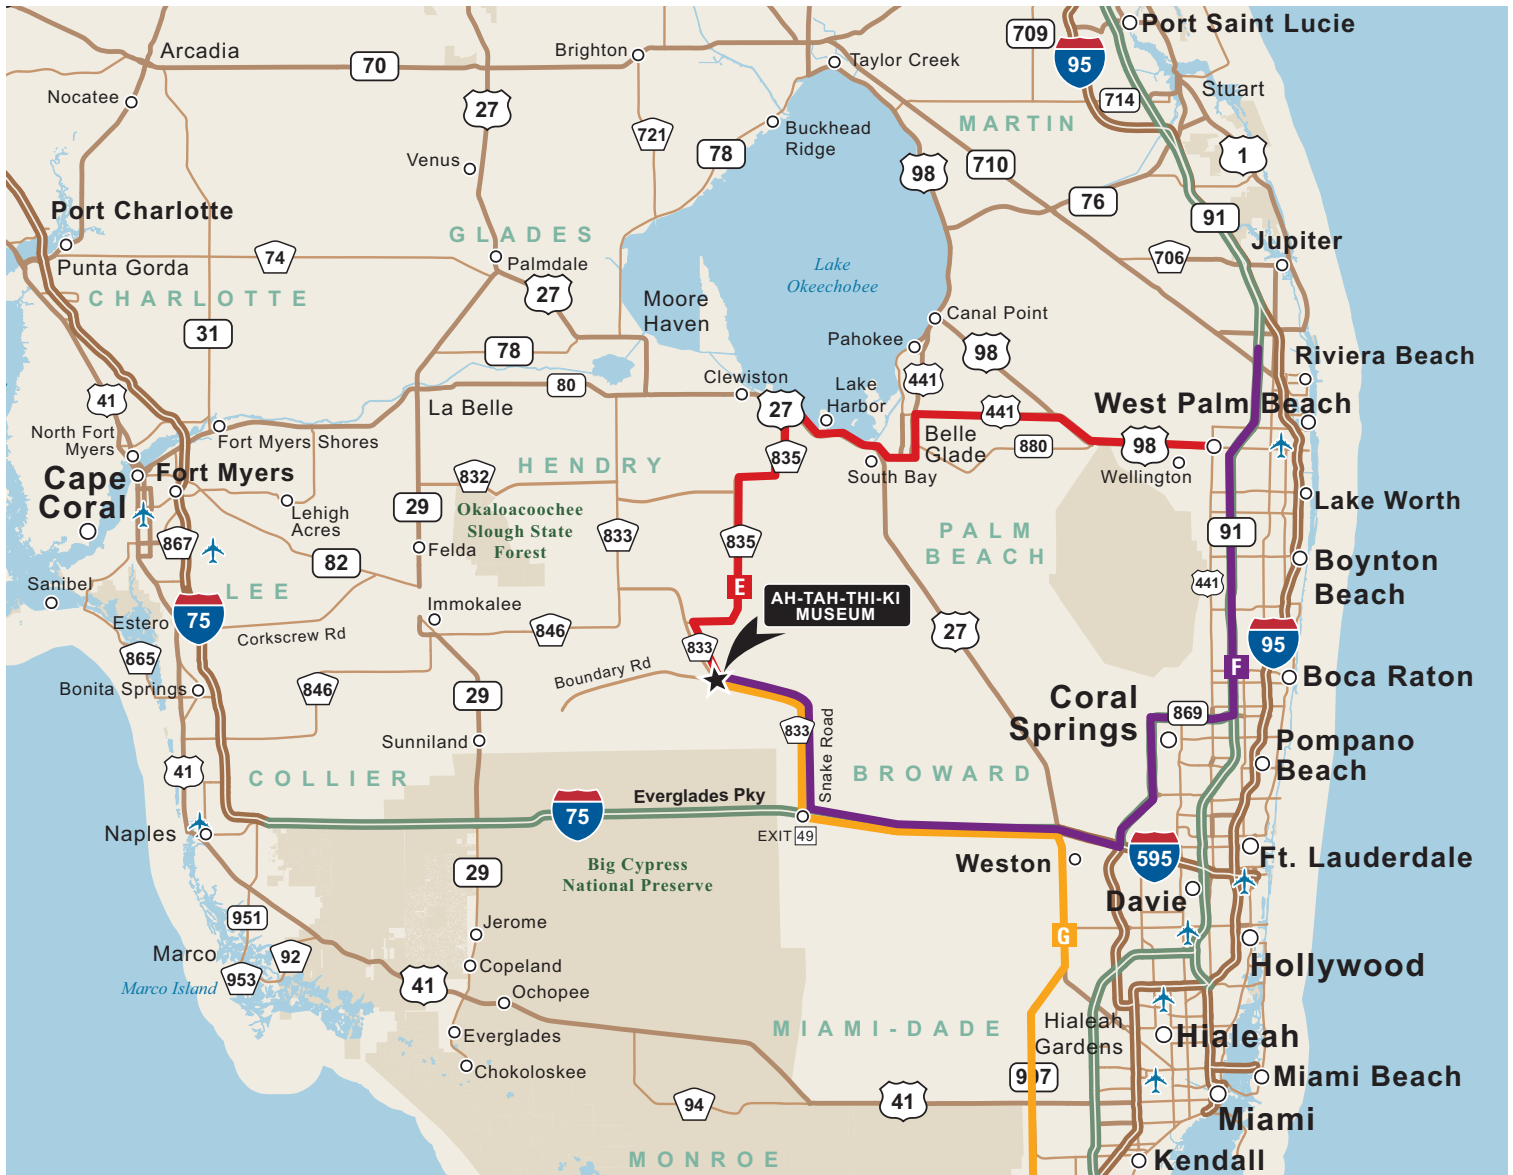 Port Saint Lucie
709
Arcadia
Brighton
70
Taylor Creek
95
Nocatee
27
714
Stuart
721
MARTIN
Buckhead
Ridge
78
Venus
98
710
1
76
Port Charlotte
91
GLADES
Jupiter
74
Punta Gorda
Palmdale
706
Lake
Okeechobee
CHARLOTTE
27
Moore
Haven
Canal Point
31
Pahokee
78
98
Riviera Beach
Clewiston
80
Lake
Harbor
441
41
La Belle
27
441
West Palm Beach
North Fort
Myers
Fort Myers Shores
Belle
Glade
880
98
835
HENDRY
Cape
Coral
Fort Myers
832
South Bay
Wellington
29
Okaloacoochee
Slough State
Forest
Lehigh
Acres
Lake Worth
867
833
835
PALM
BEACH
91
Felda
82
Boynton
Beach
Sanibel
LEE
E
441
AH-TAH-THI-KI
MUSEUM
75
Immokalee
Estero
Corkscrew Rd
846
833
27
95
865
F
Boundary Rd
Bonita Springs
846
29
Boca Raton
Coral
Springs
869
833
Snake Road
Sunniland
Pompano
Beach
41
COLLIER
BROWARD
Everglades Pky
75
Naples
EXIT 49
Weston
595
Ft. Lauderdale
Big Cypress
National Preserve
29
Davie
951
Jerome
G
Marco
92
Hollywood
Copeland
953
Marco Island
41
Ochopee
MIAMI-DADE
Hialeah
Gardens
Hialeah
Everglades
Chokoloskee
997
Miami Beach
94
41
Miami
MONROE
Kendall